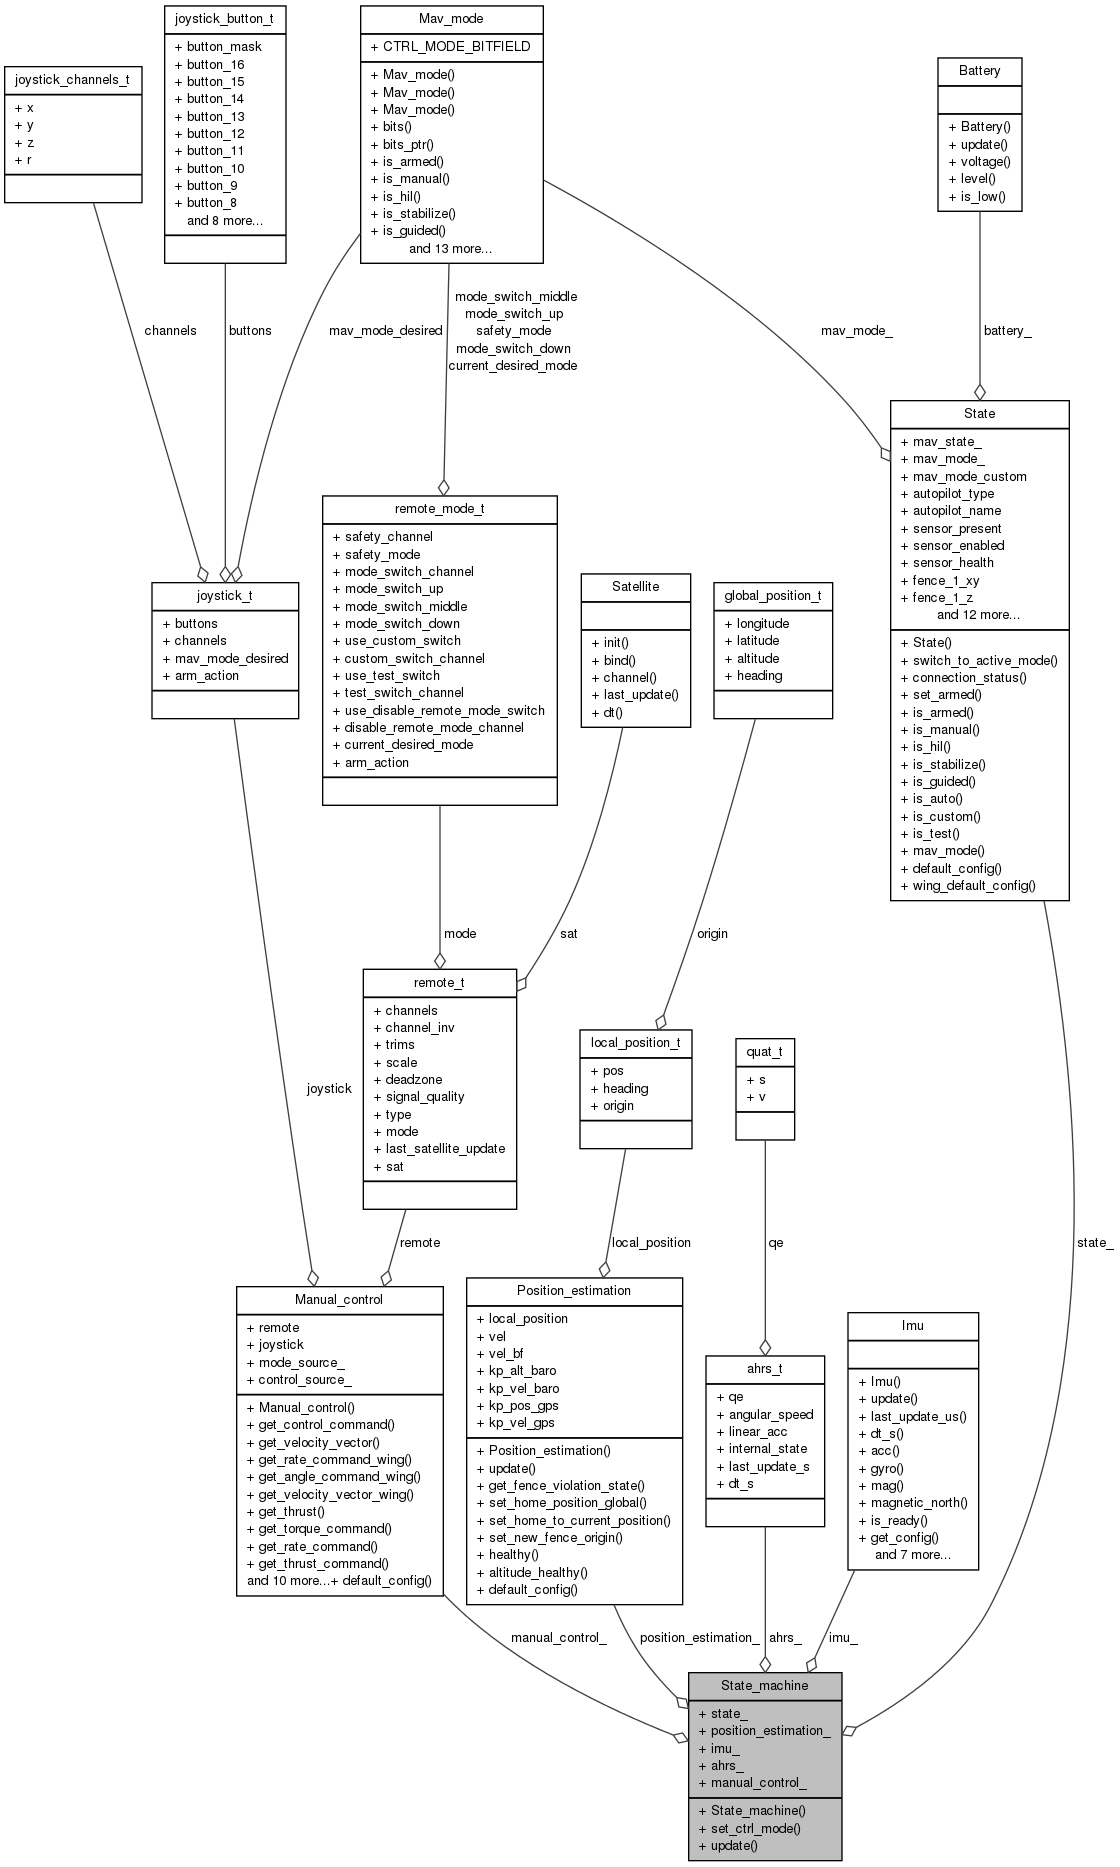 joystick_channels_t
+ x
+ y
+ z
+ r
joystick_button_t
+ button_mask
+ button_16
+ button_15
+ button_14
+ button_13
+ button_12
+ button_11
+ button_10
+ button_9
+ button_8
and 8 more...
Mav_mode
+ CTRL_MODE_BITFIELD
+ Mav_mode()
+ Mav_mode()
+ Mav_mode()
+ bits()
+ bits_ptr()
+ is_armed()
+ is_manual()
+ is_hil()
+ is_stabilize()
+ is_guided()
and 13 more...
Battery
+ Battery()
+ update()
+ voltage()
+ level()
+ is_low()
channels
buttons
mav_mode_desired
mode_switch_middle
mode_switch_up
safety_mode
mode_switch_down
current_desired_mode
mav_mode_
battery_
State
+ mav_state_
+ mav_mode_
+ mav_mode_custom
+ autopilot_type
+ autopilot_name
+ sensor_present
+ sensor_enabled
+ sensor_health
+ fence_1_xy
+ fence_1_z
and 12 more...
+ State()
+ switch_to_active_mode()
+ connection_status()
+ set_armed()
+ is_armed()
+ is_manual()
+ is_hil()
+ is_stabilize()
+ is_guided()
+ is_auto()
+ is_custom()
+ is_test()
+ mav_mode()
+ default_config()
+ wing_default_config()
remote_mode_t
+ safety_channel
+ safety_mode
+ mode_switch_channel
+ mode_switch_up
+ mode_switch_middle
+ mode_switch_down
+ use_custom_switch
+ custom_switch_channel
+ use_test_switch
+ test_switch_channel
+ use_disable_remote_mode_switch
+ disable_remote_mode_channel
+ current_desired_mode
+ arm_action
joystick_t
+ buttons
+ channels
+ mav_mode_desired
+ arm_action
Satellite
+ init()
+ bind()
+ channel()
+ last_update()
+ dt()
global_position_t
+ longitude
+ latitude
+ altitude
+ heading
mode
sat
origin
remote_t
+ channels
+ channel_inv
+ trims
+ scale
+ deadzone
+ signal_quality
+ type
+ mode
+ last_satellite_update
+ sat
local_position_t
+ pos
+ heading
+ origin
quat_t
+ s
+ v
joystick
remote
local_position
qe
state_
Manual_control
+ remote
+ joystick
+ mode_source_
+ control_source_
+ Manual_control()
+ get_control_command()
+ get_velocity_vector()
+ get_rate_command_wing()
+ get_angle_command_wing()
+ get_velocity_vector_wing()
+ get_thrust()
+ get_torque_command()
+ get_rate_command()
+ get_thrust_command()
and 10 more...+ default_config()
Position_estimation
+ local_position
+ vel
+ vel_bf
+ kp_alt_baro
+ kp_vel_baro
+ kp_pos_gps
+ kp_vel_gps
+ Position_estimation()
+ update()
+ get_fence_violation_state()
+ set_home_position_global()
+ set_home_to_current_position()
+ set_new_fence_origin()
+ healthy()
+ altitude_healthy()
+ default_config()
ahrs_t
+ qe
+ angular_speed
+ linear_acc
+ internal_state
+ last_update_s
+ dt_s
Imu
+ Imu()
+ update()
+ last_update_us()
+ dt_s()
+ acc()
+ gyro()
+ mag()
+ magnetic_north()
+ is_ready()
+ get_config()
and 7 more...
manual_control_
position_estimation_
ahrs_
imu_
State_machine
+ state_
+ position_estimation_
+ imu_
+ ahrs_
+ manual_control_
+ State_machine()
+ set_ctrl_mode()
+ update()